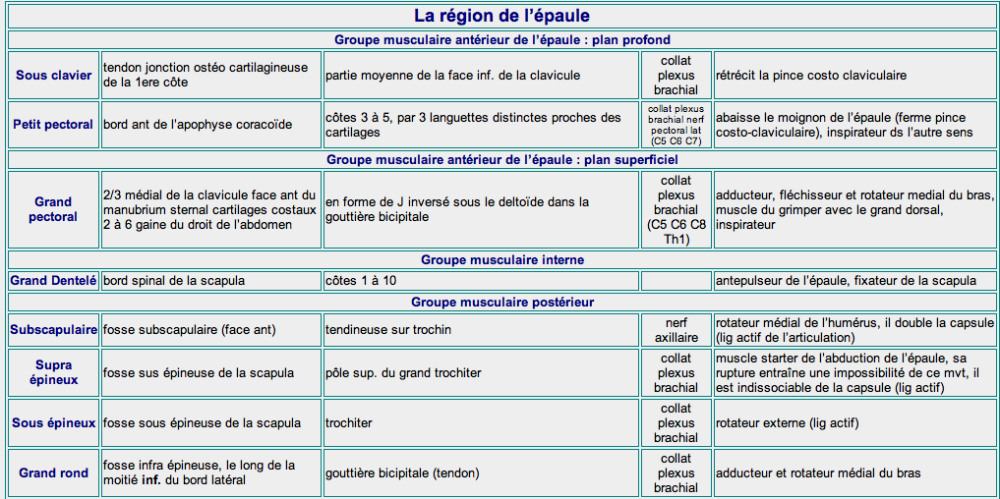 La région de l’épaule
Groupe musculaire antérieur de l’épaule : plan profond
Sous clavier
tendon jonction ostéo cartilagineuse
de la 1ere côte
partie moyenne de la face inf. de la clavicule
collat
plexus
brachial
rétrécit la pince costo claviculaire
Petit pectoral
bord ant de l’apophyse coracoïde
côtes 3 à 5, par 3 languettes distinctes proches des
cartilages
collat plexus
brachial nerf
pectoral lat
(C5 C6 C7)
abaisse le moignon de l’épaule (ferme pince
costo-claviculaire), inspirateur ds l’autre sens
Groupe musculaire antérieur de l’épaule : plan superficiel
Grand
pectoral
2/3 médial de la clavicule face ant du
manubrium sternal cartilages costaux
2 à 6 gaine du droit de l’abdomen
en forme de J inversé sous le deltoïde dans la
gouttière bicipitale
collat
plexus
brachial
(C5 C6 C8
Th1)
adducteur, fléchisseur et rotateur medial du bras,
muscle du grimper avec le grand dorsal,
inspirateur
Groupe musculaire interne
Grand Dentelé
bord spinal de la scapula
côtes 1 à 10
antepulseur de l’épaule, fixateur de la scapula
Groupe musculaire postérieur
Subscapulaire
fosse subscapulaire (face ant)
tendineuse sur trochin
nerf
axillaire
rotateur médial de l’humérus, il double la capsule
(lig actif de l’articulation)
Supra
épineux
fosse sus épineuse de la scapula
pôle sup. du grand trochiter
collat
plexus
brachial
muscle starter de l’abduction de l’épaule, sa
rupture entraîne une impossibilité de ce mvt, il
est indissociable de la capsule (lig actif)
Sous épineux
fosse sous épineuse de la scapula
trochiter
collat
plexus
brachial
rotateur externe (lig actif)
Grand rond
fosse infra épineuse, le long de la
moitié inf. du bord latéral
gouttière bicipitale (tendon)
collat
plexus
brachial
adducteur et rotateur médial du bras